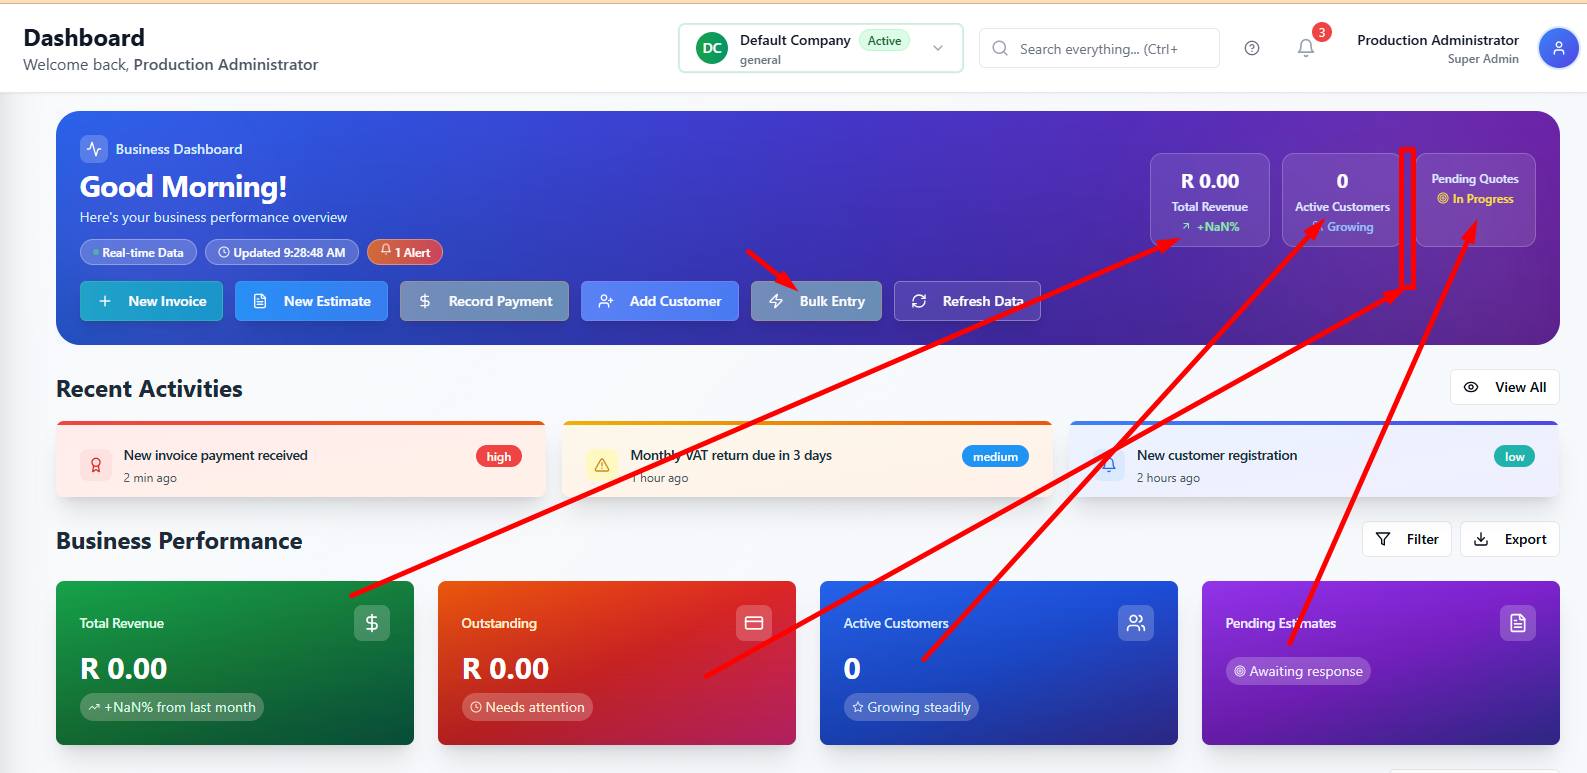 Dashboard
Welcome back, Production Administrator
DC
Default Company
Active
general
Search everything... (Ctrl+
3
Production Administrator
Super Admin
Business Dashboard
Good Morning!
Here's your business performance overview
Real-time Data
Updated 9:28:48 AM
1 Alert
R 0.00
Total Revenue
+NaN%
0
Active Customers
Growing
Pending Quotes
In Progress
New Invoice
New Estimate
Record Payment
Add Customer
Bulk Entry
Refresh Data
Recent Activities
View All
New invoice payment received
2 min ago
high
Monthly VAT return due in 3 days
1 hour ago
medium
New customer registration
2 hours ago
low
Business Performance
Filter
Export
Total Revenue
R 0.00
+NaN% from last month
Outstanding
R 0.00
Needs attention
Active Customers
0
Growing steadily
Pending Estimates
Awaiting response